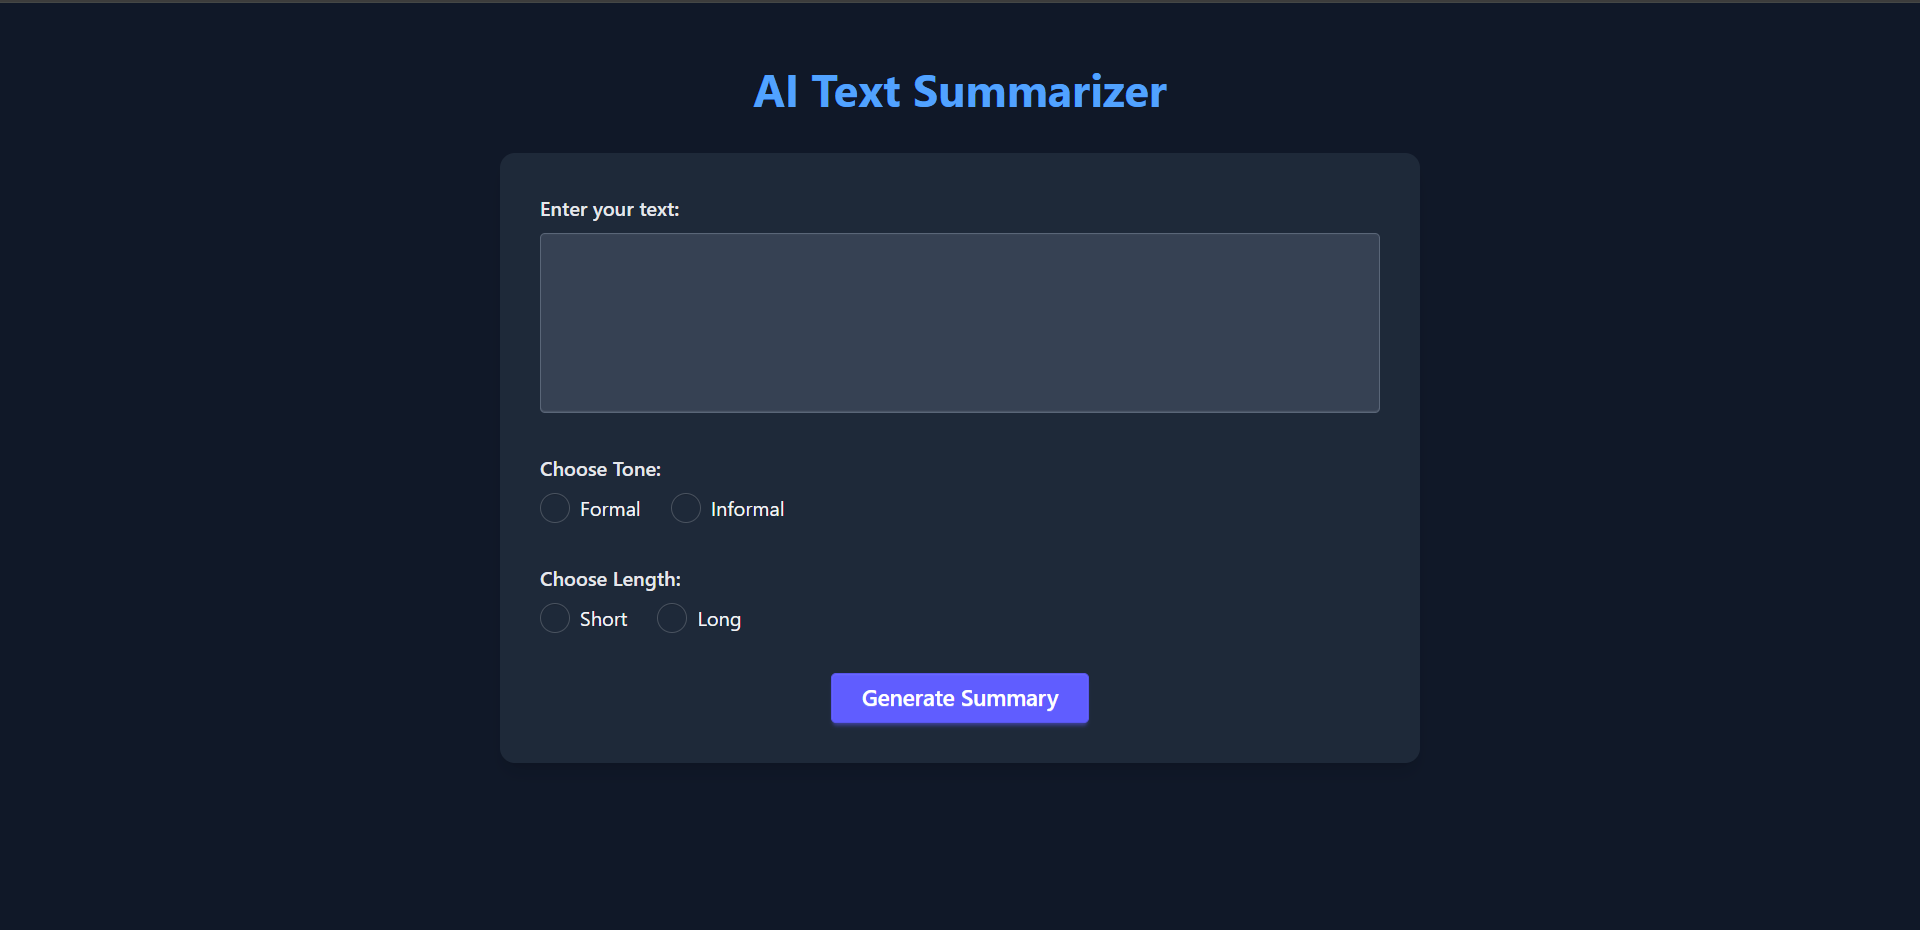 AI Text Summarizer
Enter your text:
Choose Tone:
Formal Informal
Choose Length:
Short Long
Generate Summary